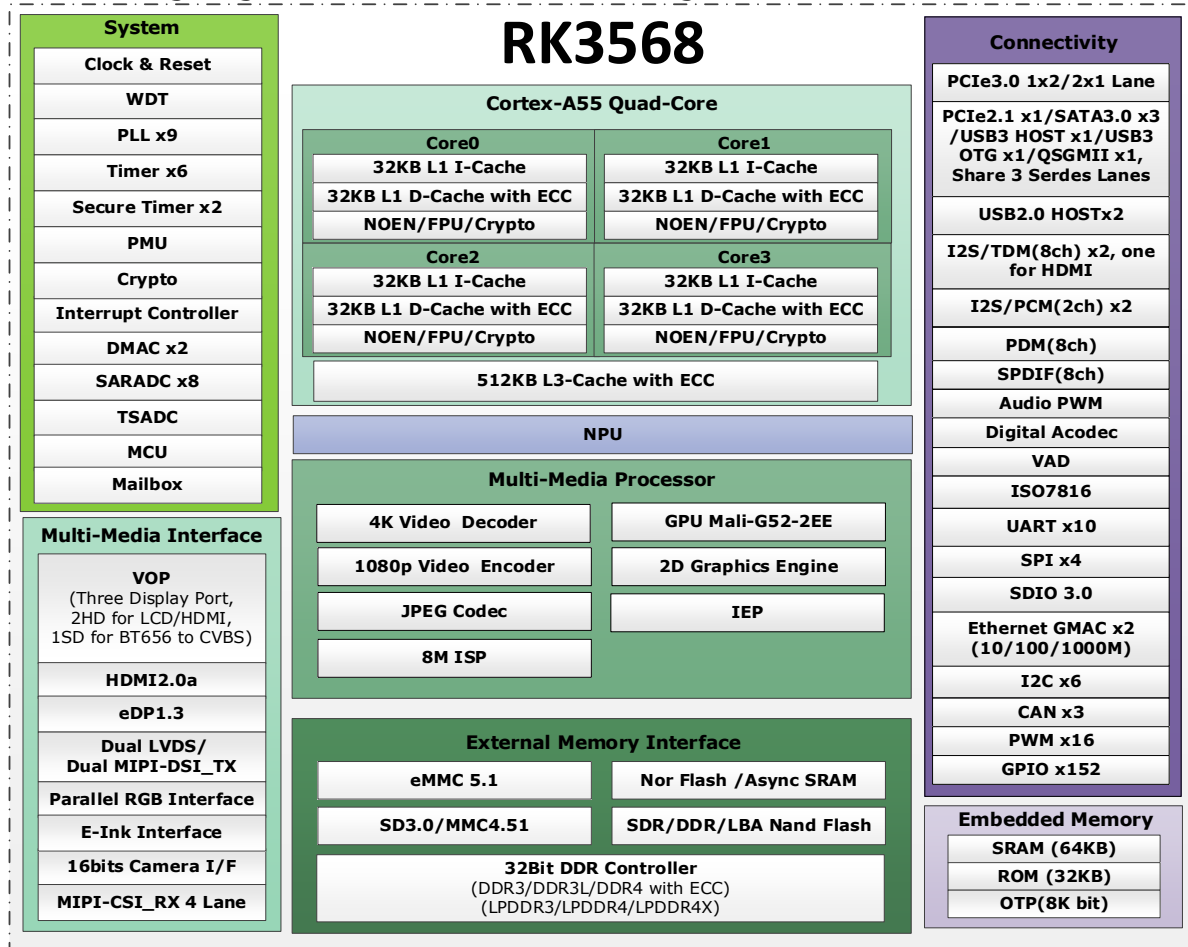 RK3568
System
Clock & Reset
WDT
PLL x9
Timer x6
Secure Timer x2
PMU
Crypto
Interrupt Controller
DMAC x2
SARADC x8
TSADC
MCU
Mailbox
Multi-Media Interface
VOP
(Three Display Port,
2HD for LCD/HDMI,
1SD for BT656 to CVBS)
HDMI2.0a
eDP1.3
Dual LVDS/
Dual MIPI-DSI_TX
Parallel RGB Interface
E-Ink Interface
16bits Camera I/F
MIPI-CSI_RX 4 Lane
Cortex-A55 Quad-Core
Core0
32KB L1 I-Cache
32KB L1 D-Cache with ECC
NOEN/FPU/Crypto
Core1
32KB L1 I-Cache
32KB L1 D-Cache with ECC
NOEN/FPU/Crypto
Core2
32KB L1 I-Cache
32KB L1 D-Cache with ECC
NOEN/FPU/Crypto
Core3
32KB L1 I-Cache
32KB L1 D-Cache with ECC
NOEN/FPU/Crypto
512KB L3-Cache with ECC
NPU
Multi-Media Processor
4K Video Decoder
1080p Video Encoder
JPEG Codec
8M ISP
GPU Mali-G52-2EE
2D Graphics Engine
IEP
External Memory Interface
eMMC 5.1
Nor Flash /Async SRAM
SD3.0/MMC4.51
SDR/DDR/LBA Nand Flash
32Bit DDR Controller
(DDR3/DDR3L/DDR4 with ECC)
(LPDDR3/LPDDR4/LPDDR4X)
Connectivity
PCIe3.0 1x2/2x1 Lane
PCIe2.1 x1/SATA3.0 x3
/USB3 HOST x1/USB3
OTG x1/QSGMII x1,
Share 3 Serdes Lanes
USB2.0 HOSTx2
I2S/TDM(8ch) x2, one
for HDMI
I2S/PCM(2ch) x2
PDM(8ch)
SPDIF(8ch)
Audio PWM
Digital Acodec
VAD
ISO7816
UART x10
SPI x4
SDIO 3.0
Ethernet GMAC x2
(10/100/1000M)
I2C x6
CAN x3
PWM x16
GPIO x152
Embedded Memory
SRAM (64KB)
ROM (32KB)
OTP(8K bit)